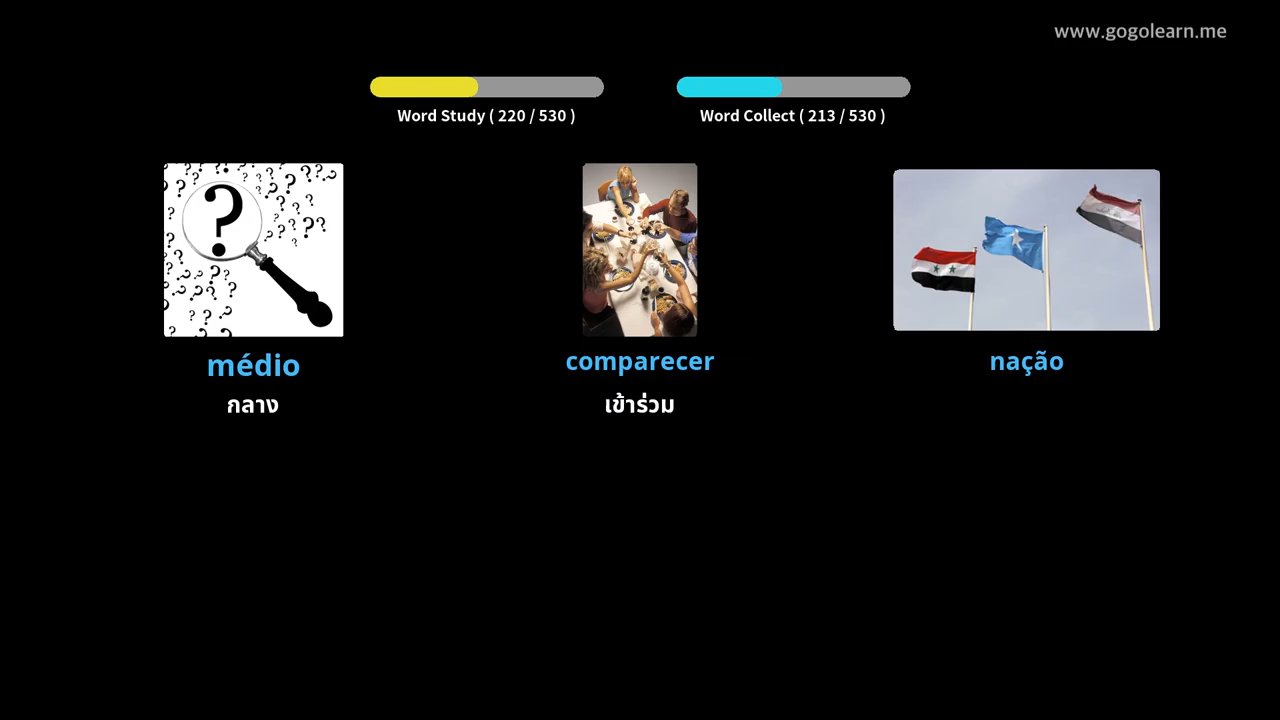 www.gogolearn.me
Word Study ( 220 / 530 )
Word Collect ( 213 / 530 )
médio
comparecer
nação
กลาง
เข้าร่วม